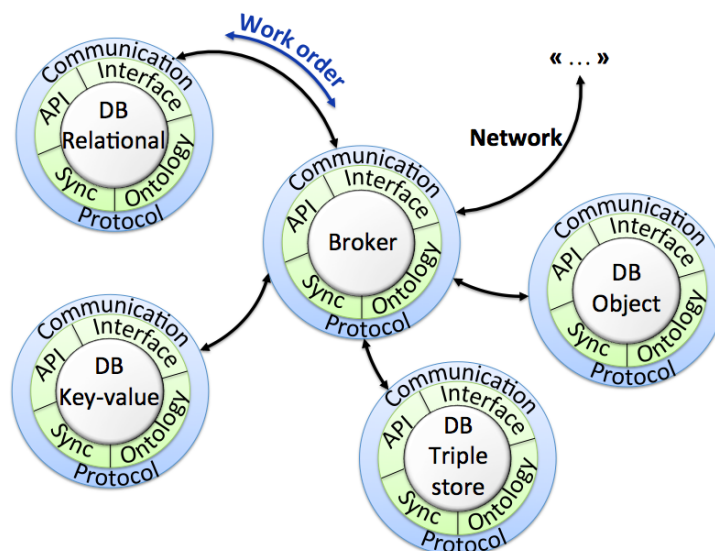 Work order
« ... »
Network
Communication
API
Interface
DB
Relational
Sync
Ontology
Protocol
Communication
API
Interface
Broker
Sync
Ontology
Protocol
Communication
API
Interface
DB
Object
Sync
Ontology
Protocol
Communication
API
Interface
DB
Key-value
Sync
Ontology
Protocol
Communication
API
Interface
DB
Triple
store
Sync
Ontology
Protocol